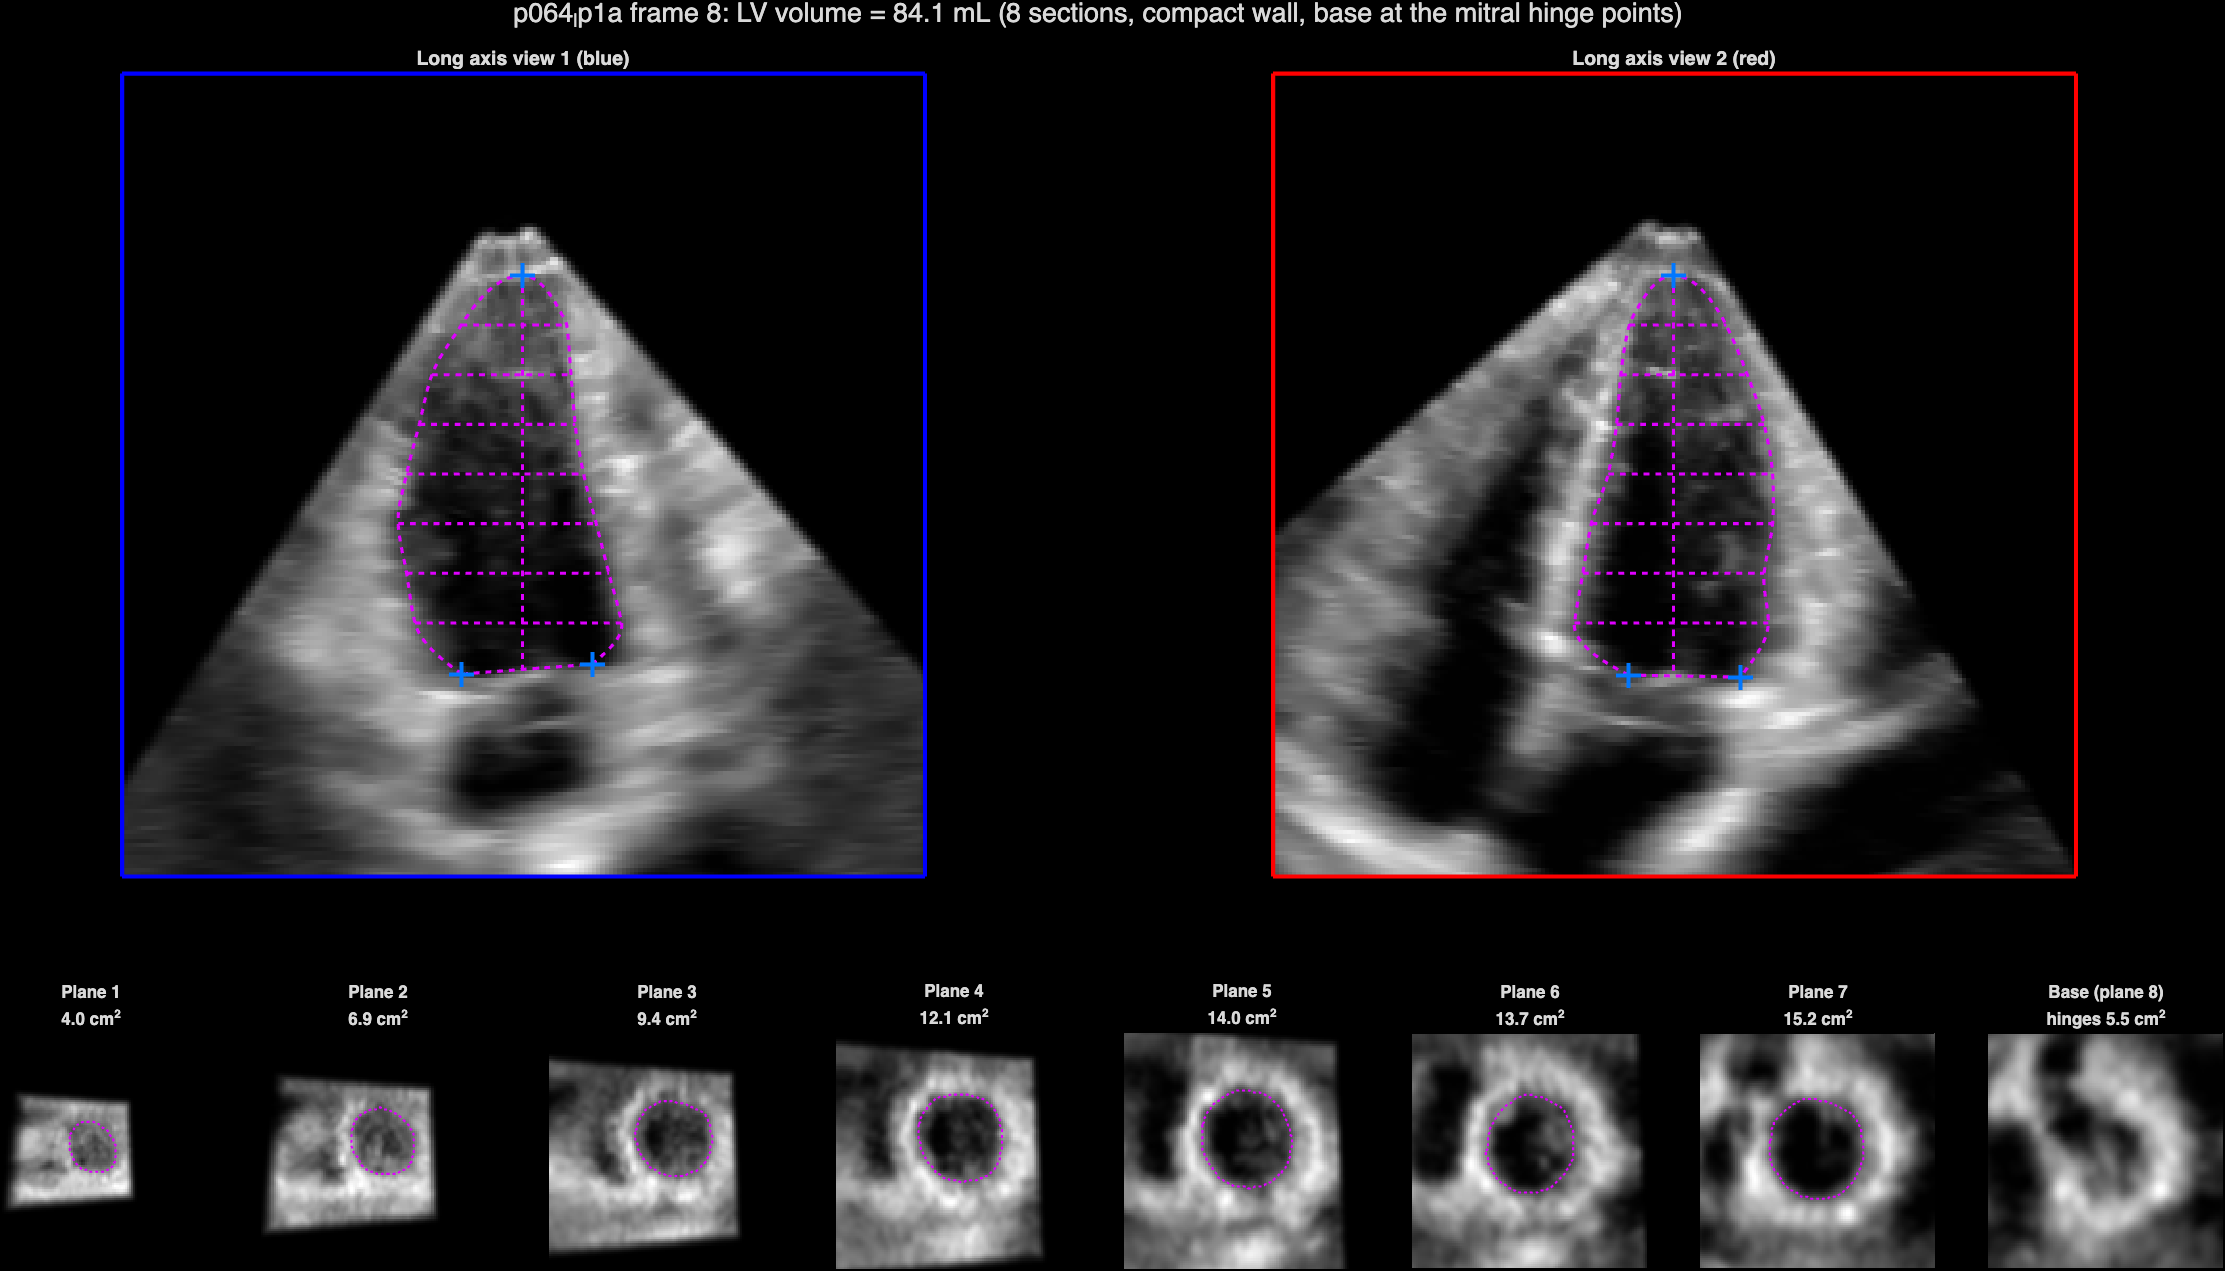 p064ₗp1a frame 8: LV volume = 84.1 mL (8 sections, compact wall, base at the mitral hinge points)
Long axis view 1 (blue)
Long axis view 2 (red)
Plane 1
4.0 cm²
Plane 2
6.9 cm²
Plane 3
9.4 cm²
Plane 4
12.1 cm²
Plane 5
14.0 cm²
Plane 6
13.7 cm²
Plane 7
15.2 cm²
Base (plane 8)
hinges 5.5 cm²